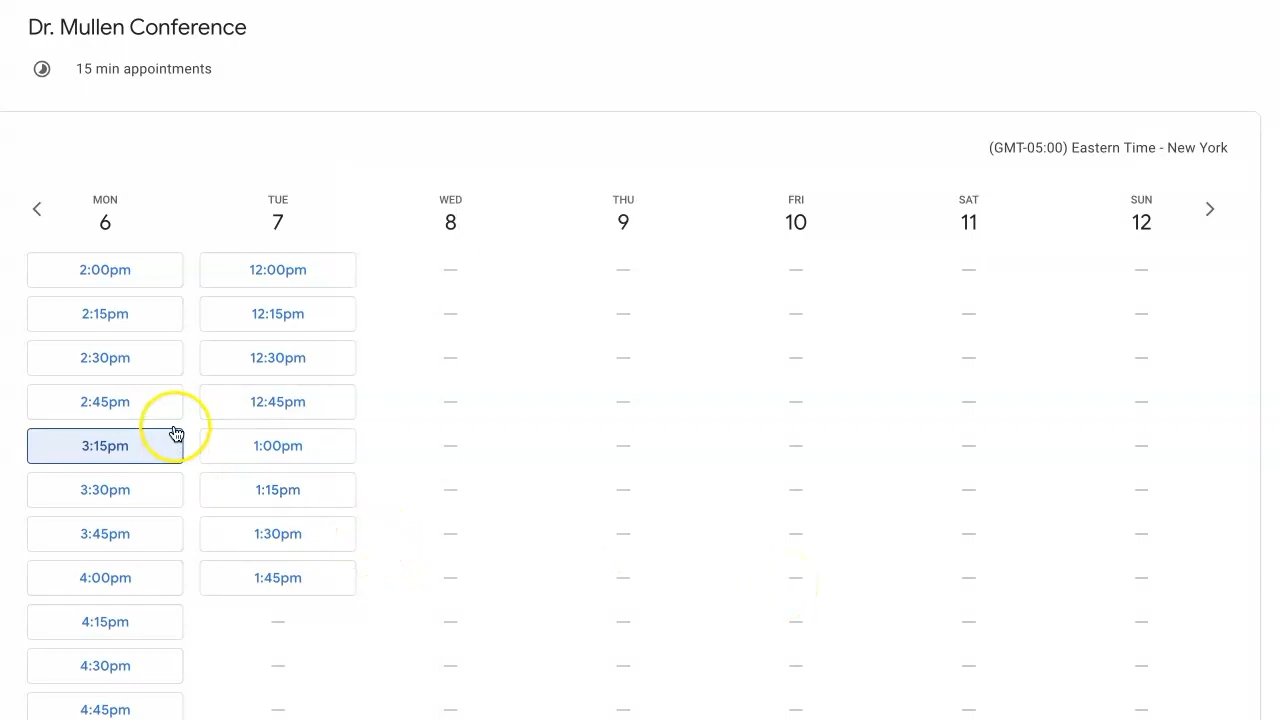 Dr. Mullen Conference
15 min appointments
(GMT-05:00) Eastern Time - New York
MON TUE WED THU FRI SAT SUN
6 7 8 9 10 11 12
2:00pm 12:00pm — — — — —
2:15pm 12:15pm — — — — —
2:30pm 12:30pm — — — — —
2:45pm 12:45pm — — — — —
3:15pm 1:00pm — — — — —
3:30pm 1:15pm — — — — —
3:45pm 1:30pm — — — — —
4:00pm 1:45pm — — — — —
4:15pm — — — — — —
4:30pm — — — — — —
4:45pm — — — — — —